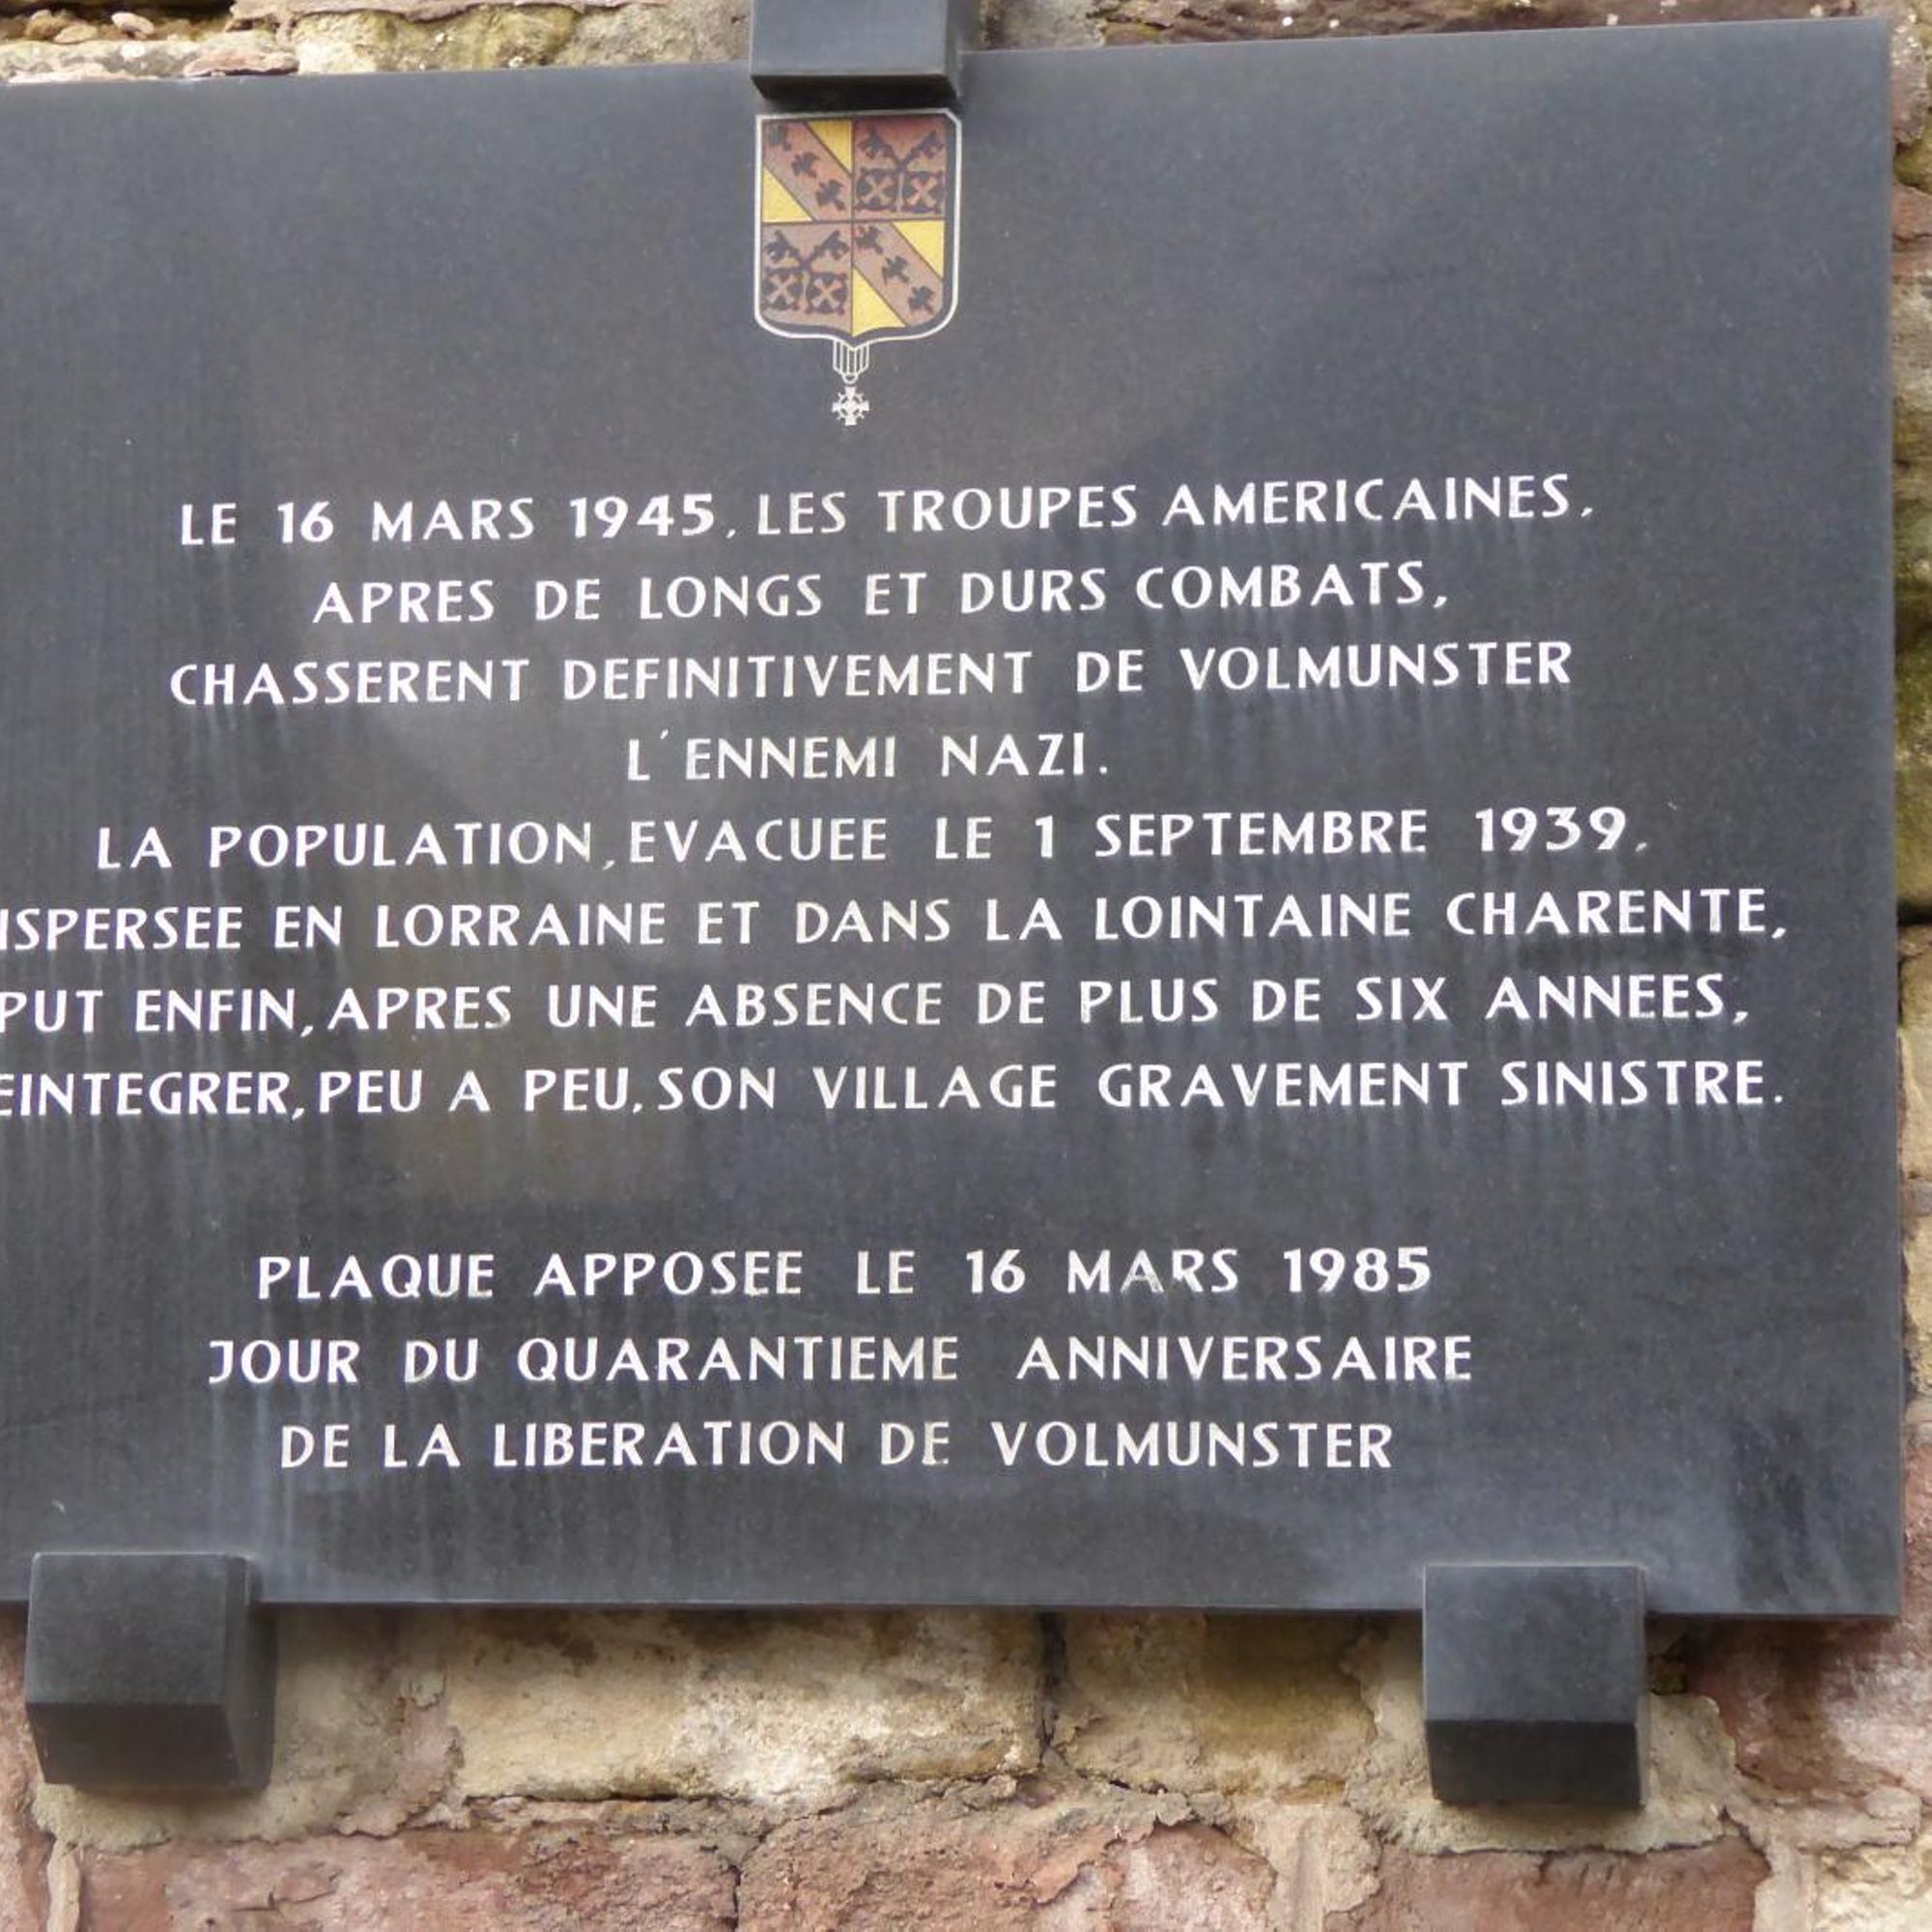 LE 16 MARS 1945, LES TROUPES AMERICAINES,
APRES DE LONGS ET DURS COMBATS,
CHASSERENT DEFINITIVEMENT DE VOLMUNSTER
L'ENNEMI NAZI.
LA POPULATION, EVACUEE LE 1 SEPTEMBRE 1939,
ISPERSEE EN LORRAINE ET DANS LA LOINTAINE CHARENTE,
PUT ENFIN, APRES UNE ABSENCE DE PLUS DE SIX ANNEES,
EINTEGRER, PEU A PEU, SON VILLAGE GRAVEMENT SINISTRE.
PLAQUE APPOSEE LE 16 MARS 1985
JOUR DU QUARANTIEME ANNIVERSAIRE
DE LA LIBERATION DE VOLMUNSTER